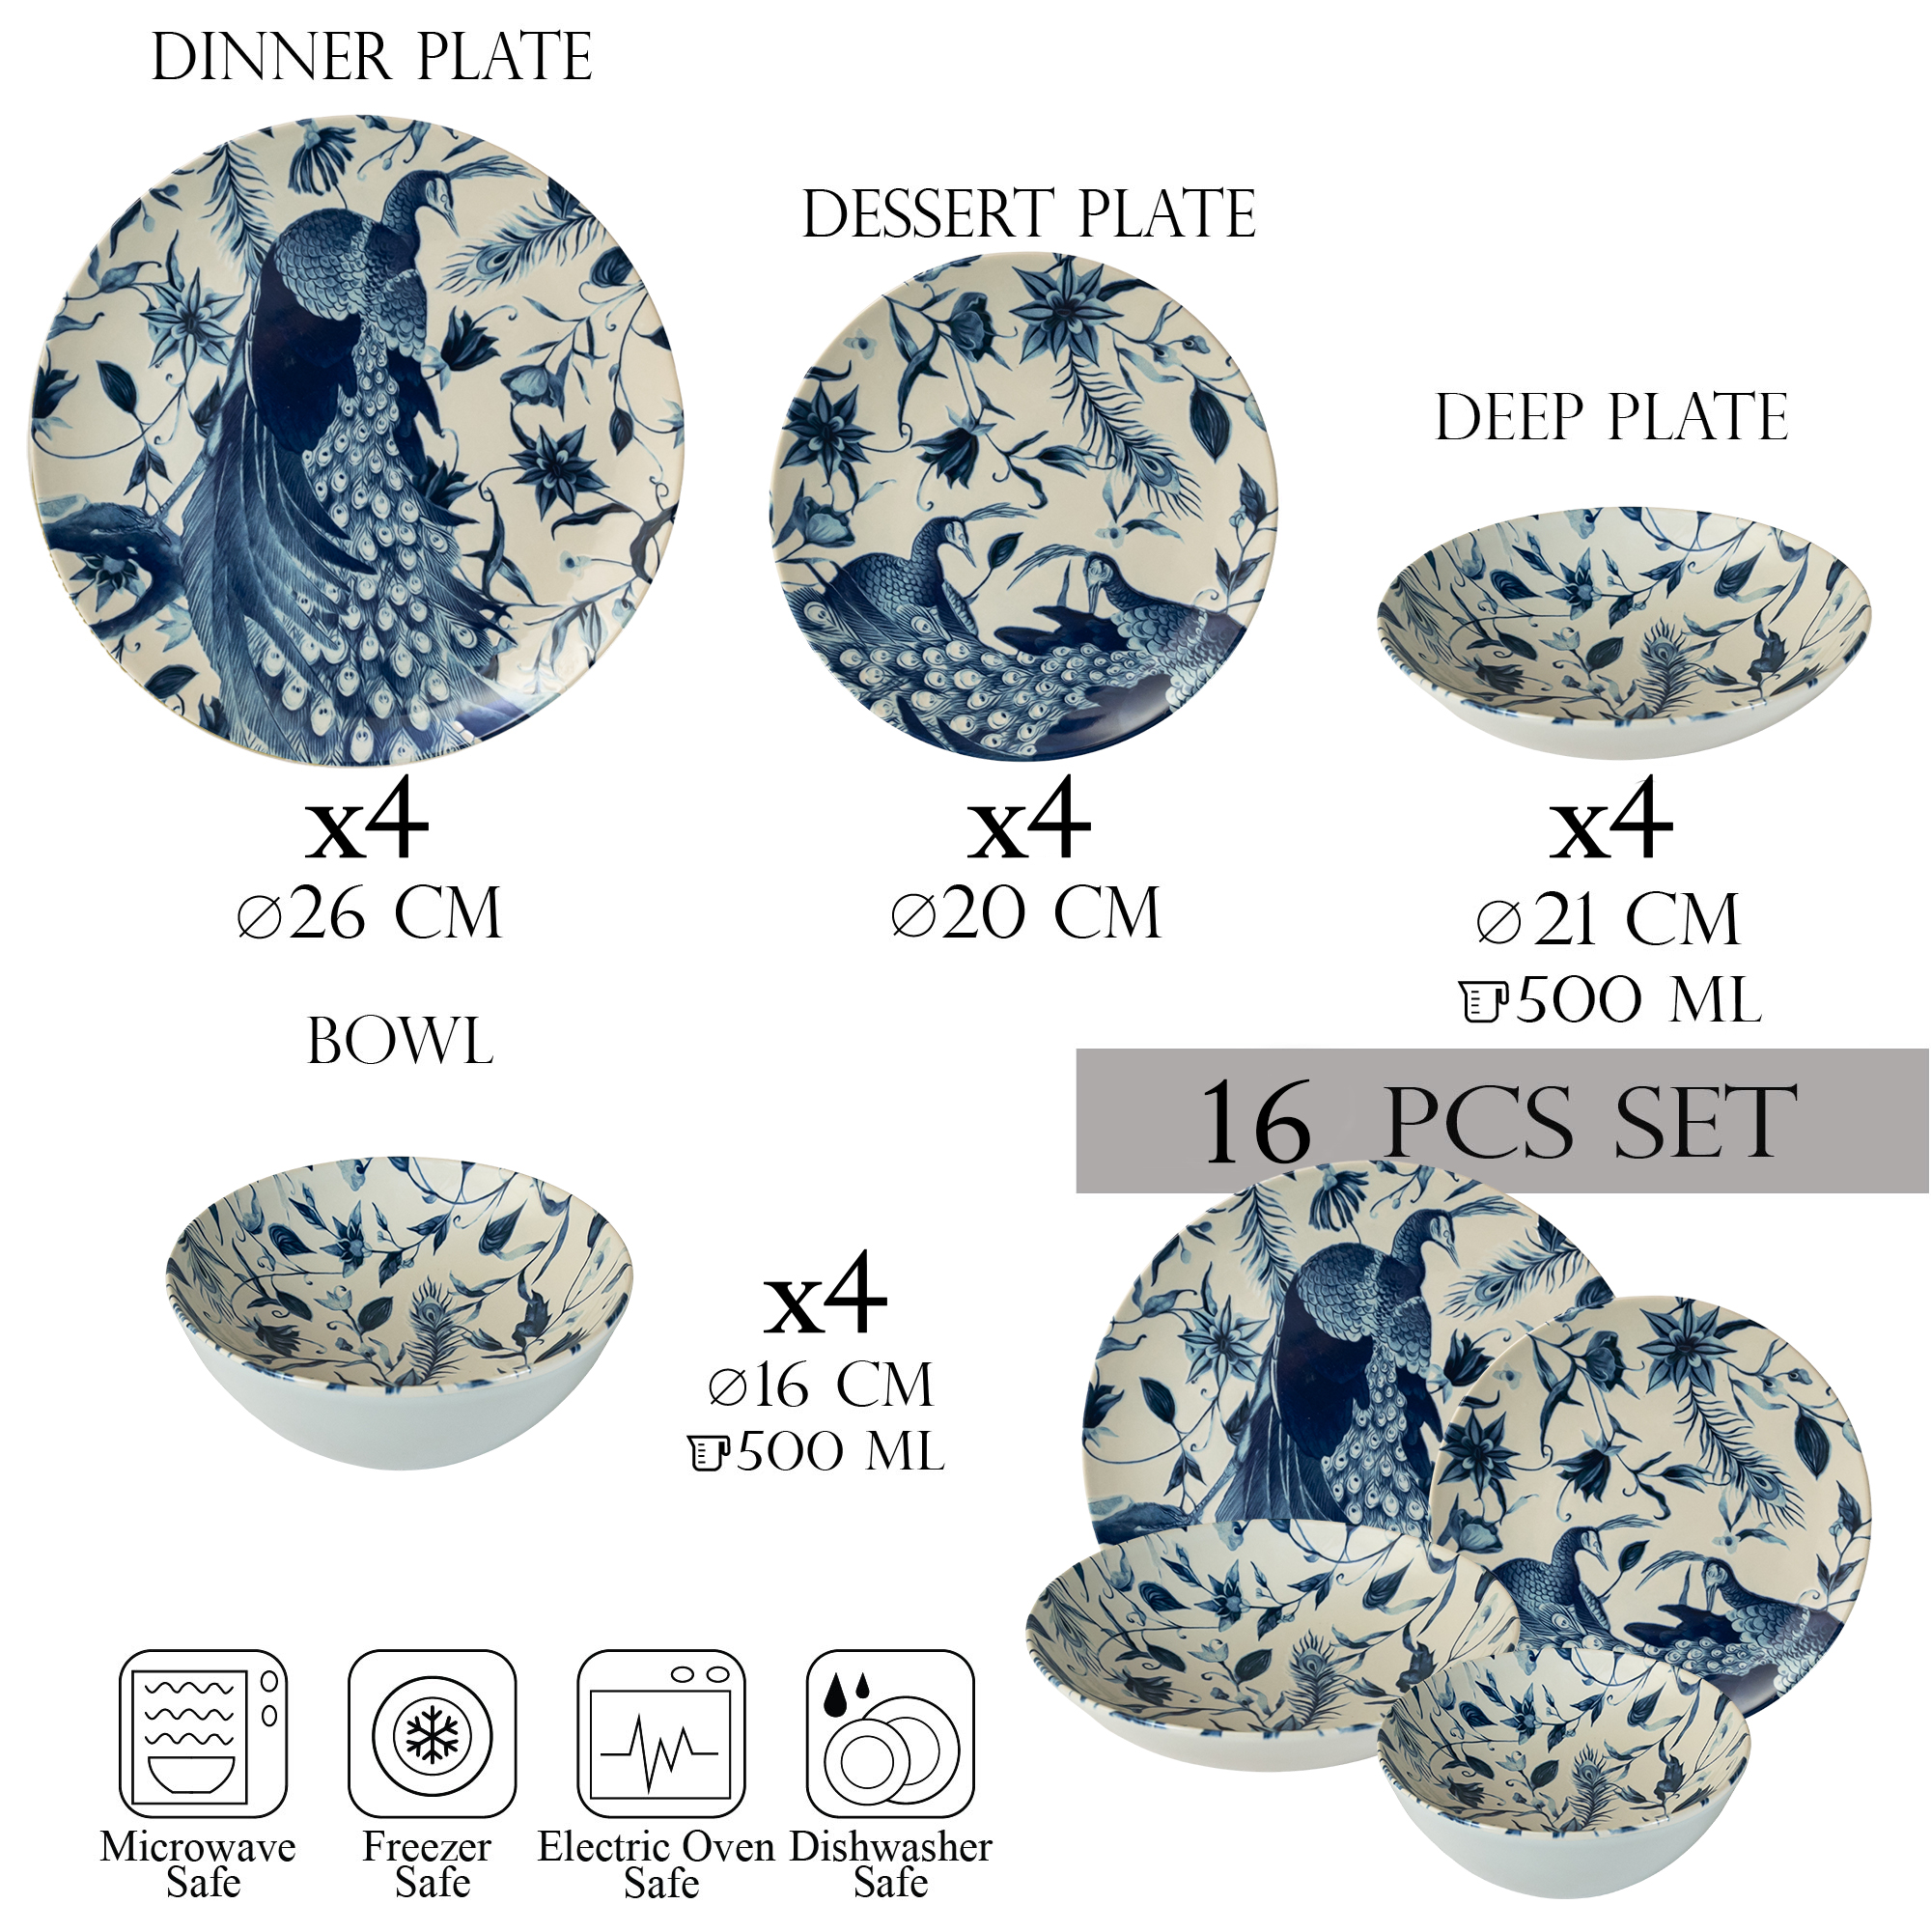 DINNER PLATE
x4
⌀26 CM
DESSERT PLATE
x4
⌀20 CM
DEEP PLATE
x4
⌀21 CM
500 ML
BOWL
x4
⌀16 CM
500 ML
16 PCS SET
Microwave
Safe
Freezer
Safe
Electric Oven
Safe
Dishwasher
Safe